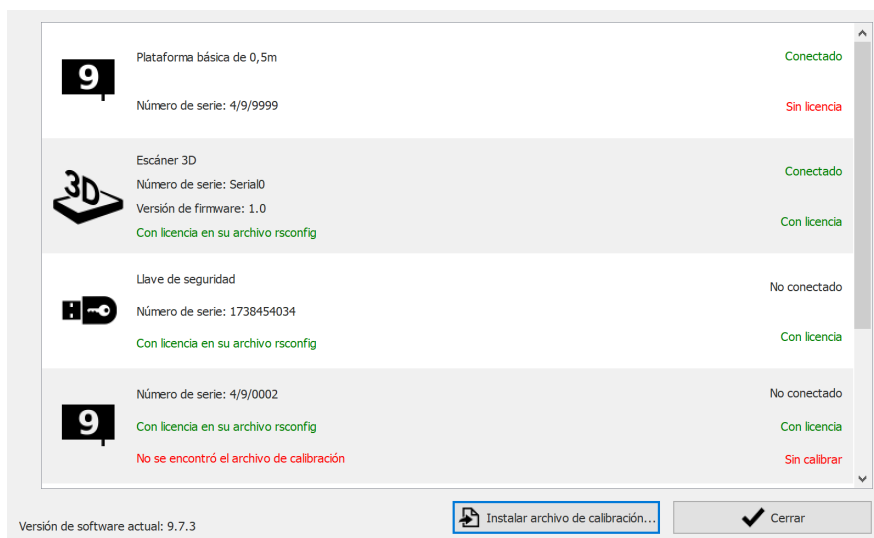 9
Plataforma básica de 0,5m
Conectado
Número de serie: 4/9/9999
Sin licencia
3D
Escáner 3D
Conectado
Número de serie: Serial0
Versión de firmware: 1.0
Con licencia
Con licencia en su archivo rsconfig
Llave de seguridad
No conectado
Número de serie: 1738454034
Con licencia en su archivo rsconfig
Con licencia
9
Número de serie: 4/9/0002
No conectado
Con licencia en su archivo rsconfig
Con licencia
No se encontró el archivo de calibración
Sin calibrar
Versión de software actual: 9.7.3
Instalar archivo de calibración...
Cerrar